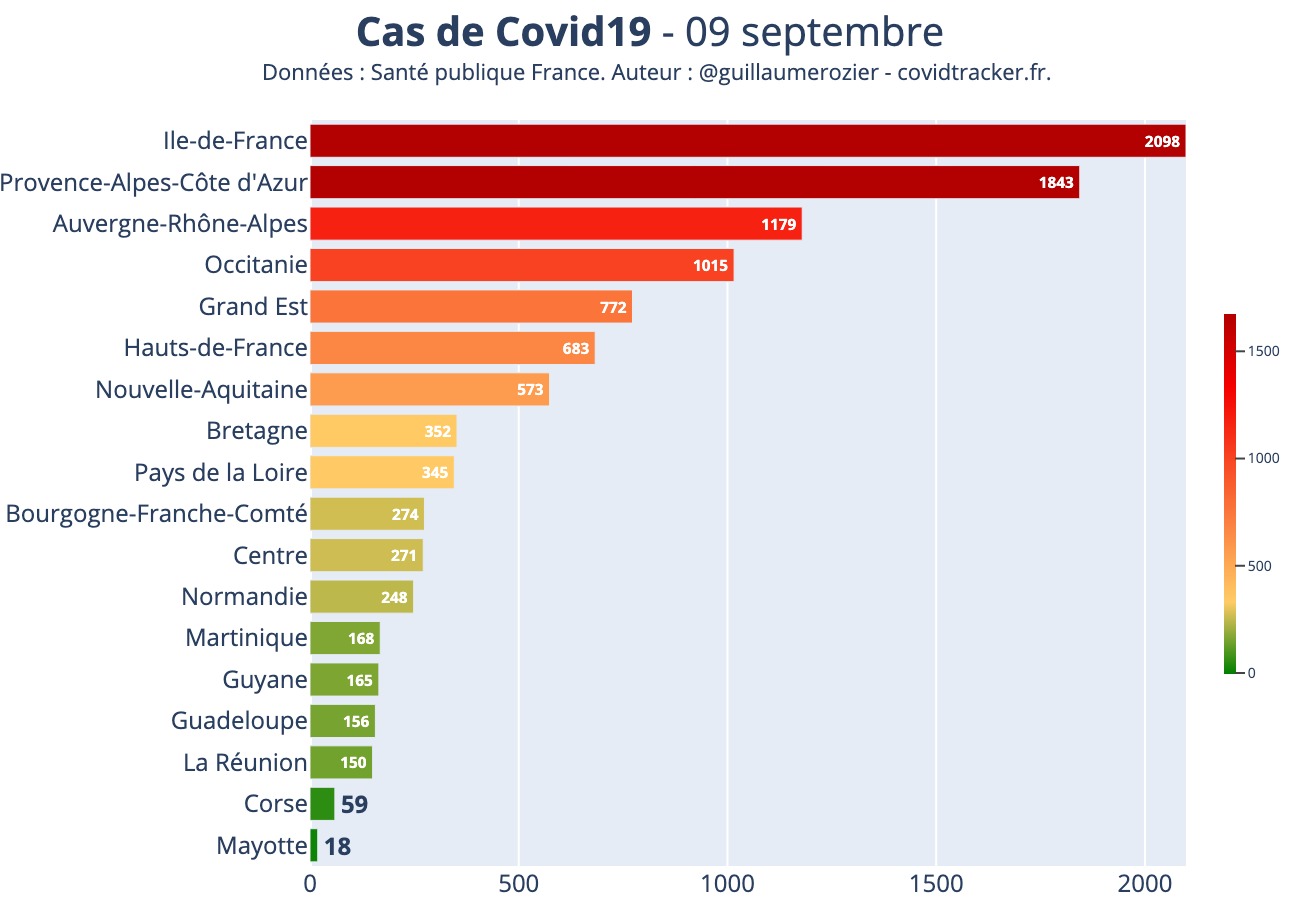 Cas de Covid19 - 09 septembre
Données : Santé publique France. Auteur : @guillaumerozier - covidtracker.fr.
Ile-de-France 2098
Provence-Alpes-Côte d'Azur 1843
Auvergne-Rhône-Alpes 1179
Occitanie 1015
Grand Est 772
Hauts-de-France 683
Nouvelle-Aquitaine 573
Bretagne 352
Pays de la Loire 345
Bourgogne-Franche-Comté 274
Centre 271
Normandie 248
Martinique 168
Guyane 165
Guadeloupe 156
La Réunion 150
Corse 59
Mayotte 18
0 500 1000 1500 2000
1500
1000
500
0